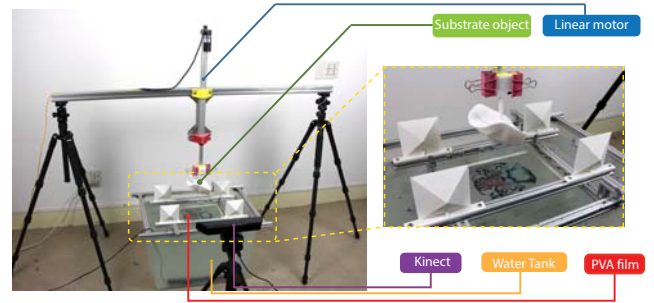 Substrate object
Linear motor
Kinect
Water Tank
PVA film